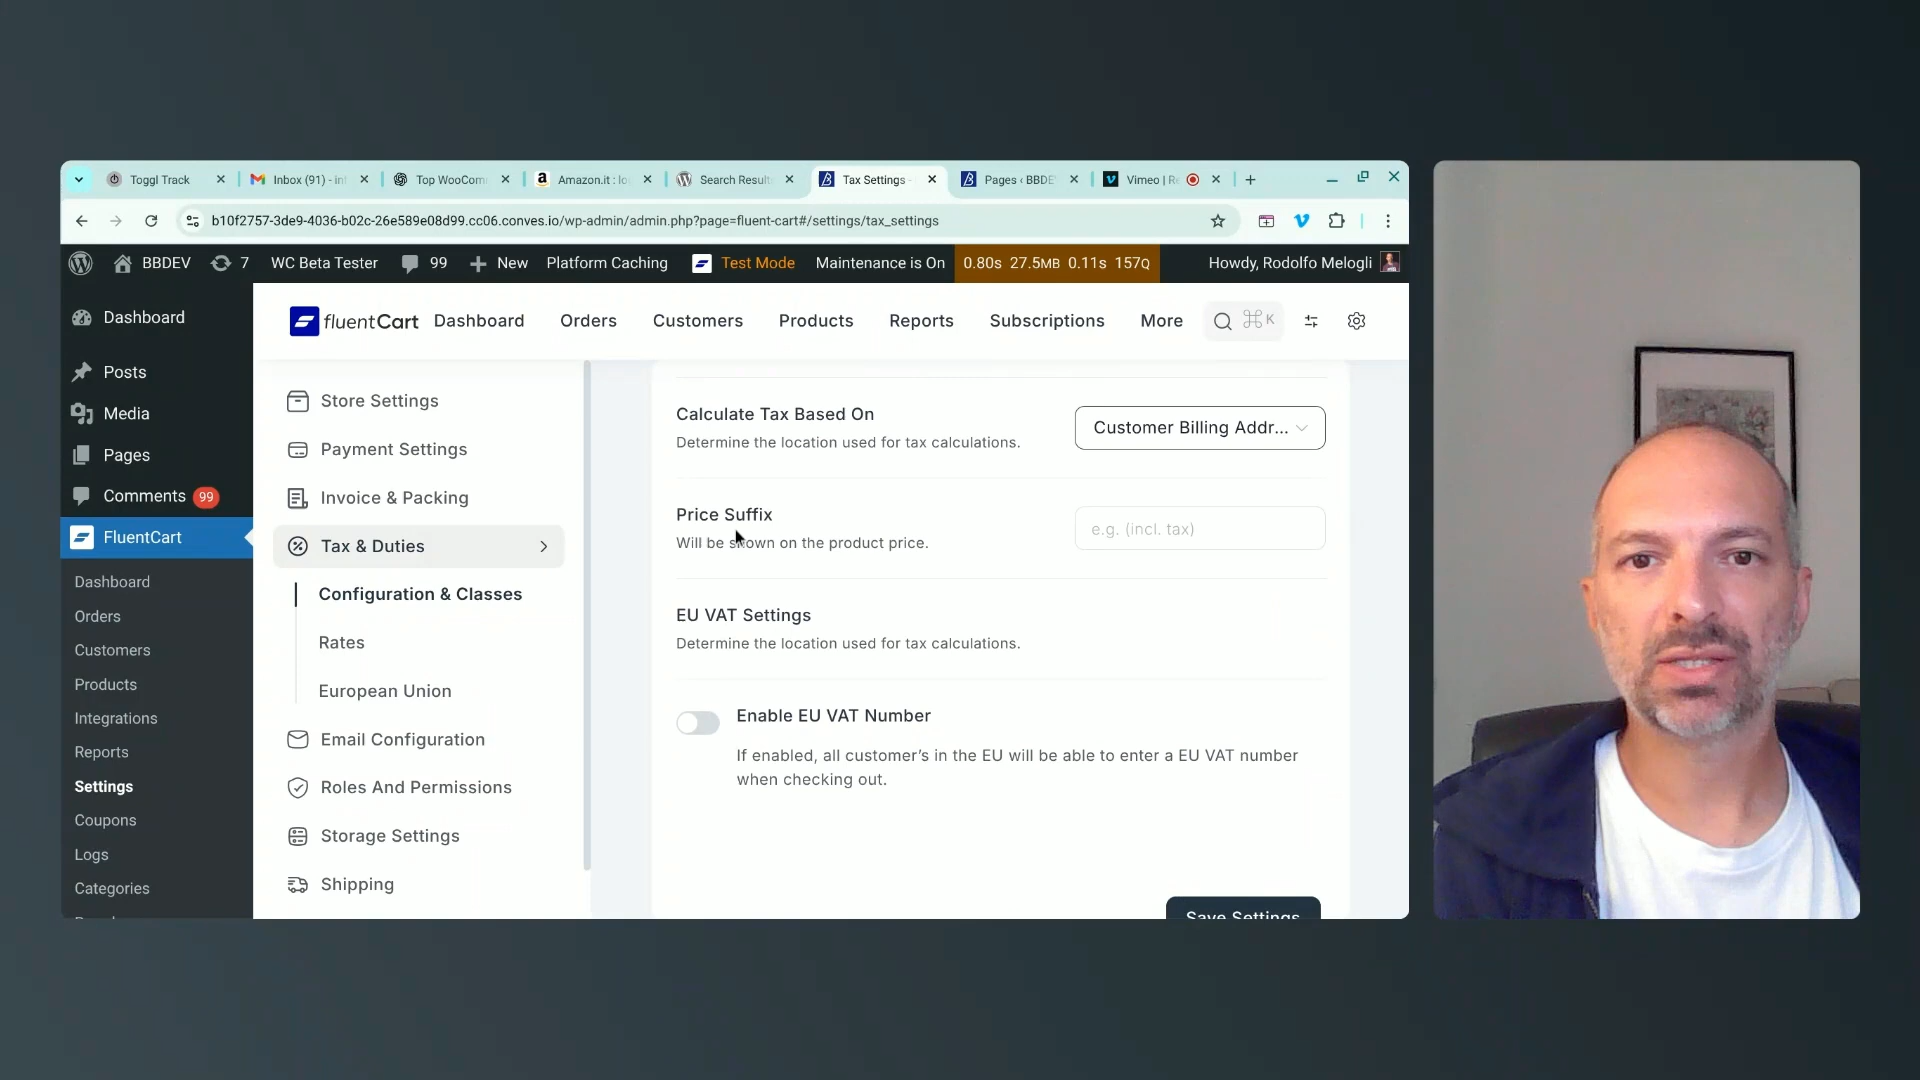 Toggl Track
Inbox (91) - in
Top WooCom
Amazon.it : lo
Search Result
Tax Settings -
Pages ‹ BBDE
Vimeo | Re
b10f2757-3de9-4036-b02c-26e589e08d99.cc06.conves.io/wp-admin/admin.php?page=fluent-cart#/settings/tax_settings
BBDEV
7
WC Beta Tester
99
New
Platform Caching
Test Mode
Maintenance is On
0.80s 27.5MB 0.11s 157Q
Howdy, Rodolfo Melogli
Dashboard
Posts
Media
Pages
Comments 99
FluentCart
Dashboard
Orders
Customers
Products
Integrations
Reports
Settings
Coupons
Logs
Categories
fluentCart
Dashboard
Orders
Customers
Products
Reports
Subscriptions
More
⌘K
Store Settings
Payment Settings
Invoice & Packing
Tax & Duties
Configuration & Classes
Rates
European Union
Email Configuration
Roles And Permissions
Storage Settings
Shipping
Calculate Tax Based On
Determine the location used for tax calculations.
Customer Billing Addr...
Price Suffix
Will be shown on the product price.
e.g. (incl. tax)
EU VAT Settings
Determine the location used for tax calculations.
Enable EU VAT Number
If enabled, all customer's in the EU will be able to enter a EU VAT number
when checking out.
Save Settings